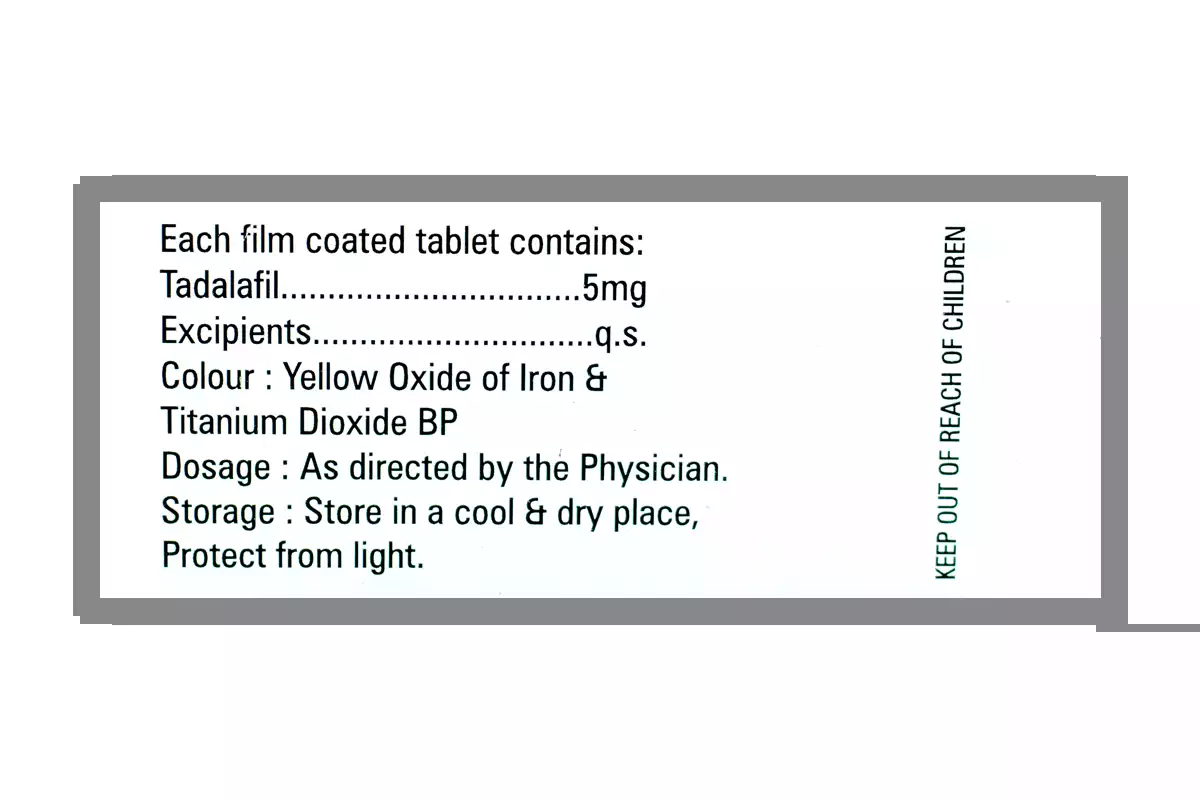 Each film coated tablet contains:
Tadalafil................................5mg
Excipients..............................q.s.
Colour : Yellow Oxide of Iron &
Titanium Dioxide BP
Dosage : As directed by the Physician.
Storage : Store in a cool & dry place,
Protect from light.
KEEP OUT OF REACH OF CHILDREN